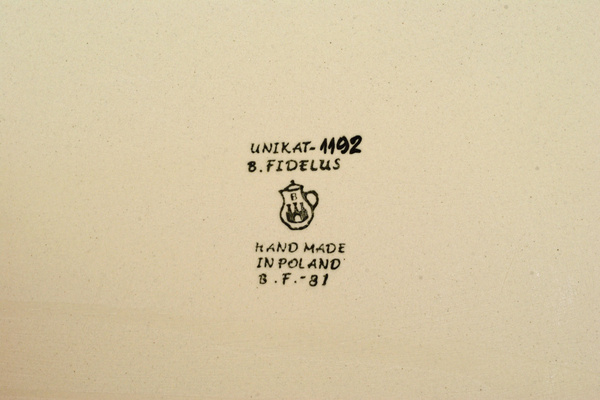 UNIKAT-1192
B. FIDELUS
B
HAND MADE
IN POLAND
B.F.-81